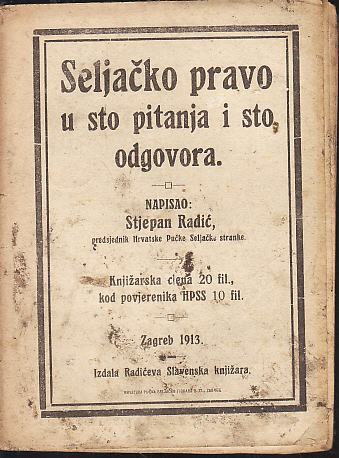 Seljačko pravo
u sto pitanja i sto
odgovora.
NAPISAO:
Stjepan Radić,
predsjednik Hrvatske Pučke Seljačke stranke.
Knjižarska cijena 20 fil.,
kod povjerenika HPSS 10 fil.
Zagreb 1913.
Izdala Radićeva Slavenska knjižara.